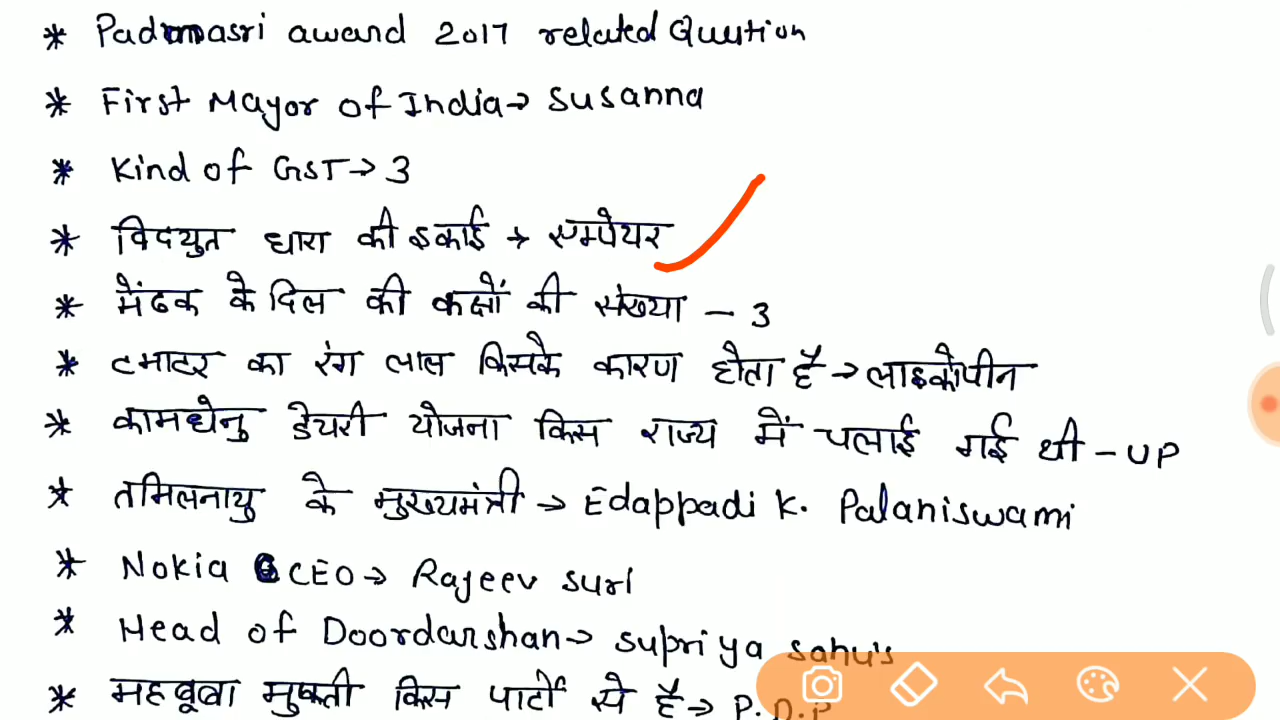 * Padmasri award 2017 related Question
* First Mayor of India → Susanna
* Kind of GST → 3
* विदयुत धारा की इकाई → एम्पेयर
* मेंढक के दिल की कक्षों की संख्या - 3
* टमाटर का रंग लाल किसके कारण होता है → लाइकोपीन
* कामधेनु डेयरी योजना किस राज्य में चलाई गई थी - UP
* तमिलनायु के मुख्यमंत्री → Edappadi K. Palaniswami
* Nokia CEO → Rajeev Suri
* Head of Doordarshan → Supriya Sahu's
* महबूबा मुफ्ती किस पार्टी से है → P.D.P